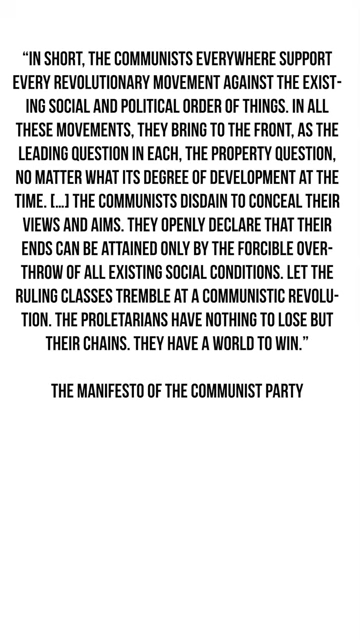 “IN SHORT, THE COMMUNISTS EVERYWHERE SUPPORT
EVERY REVOLUTIONARY MOVEMENT AGAINST THE EXIST-
ING SOCIAL AND POLITICAL ORDER OF THINGS. IN ALL
THESE MOVEMENTS, THEY BRING TO THE FRONT, AS THE
LEADING QUESTION IN EACH, THE PROPERTY QUESTION,
NO MATTER WHAT ITS DEGREE OF DEVELOPMENT AT THE
TIME. […] THE COMMUNISTS DISDAIN TO CONCEAL THEIR
VIEWS AND AIMS. THEY OPENLY DECLARE THAT THEIR
ENDS CAN BE ATTAINED ONLY BY THE FORCIBLE OVER-
THROW OF ALL EXISTING SOCIAL CONDITIONS. LET THE
RULING CLASSES TREMBLE AT A COMMUNISTIC REVOLU-
TION. THE PROLETARIANS HAVE NOTHING TO LOSE BUT
THEIR CHAINS. THEY HAVE A WORLD TO WIN.”
THE MANIFESTO OF THE COMMUNIST PARTY